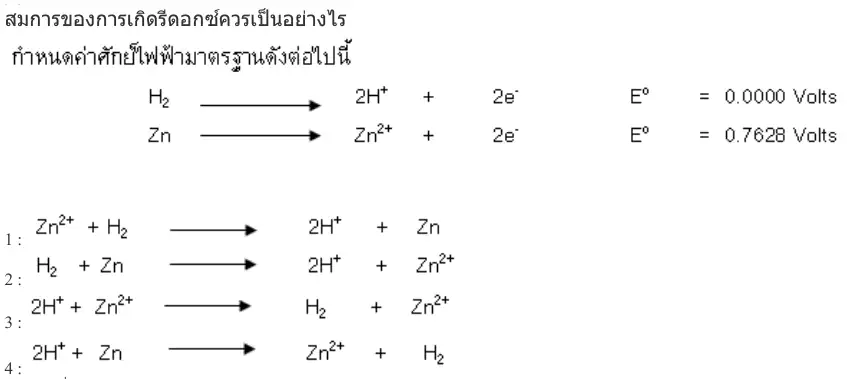 สมการของการเกิดรีดอกซ์ควรเป็นอย่างไร
กำหนดค่าศักย์ไฟฟ้ามาตรฐานดังต่อไปนี้
H₂ ⟶ 2H⁺ + 2e⁻ Eº = 0.0000 Volts
Zn ⟶ Zn²⁺ + 2e⁻ Eº = 0.7628 Volts
1 : Zn²⁺ + H₂ ⟶ 2H⁺ + Zn
2 : H₂ + Zn ⟶ 2H⁺ + Zn²⁺
3 : 2H⁺ + Zn²⁺ ⟶ H₂ + Zn²⁺
4 : 2H⁺ + Zn ⟶ Zn²⁺ + H₂